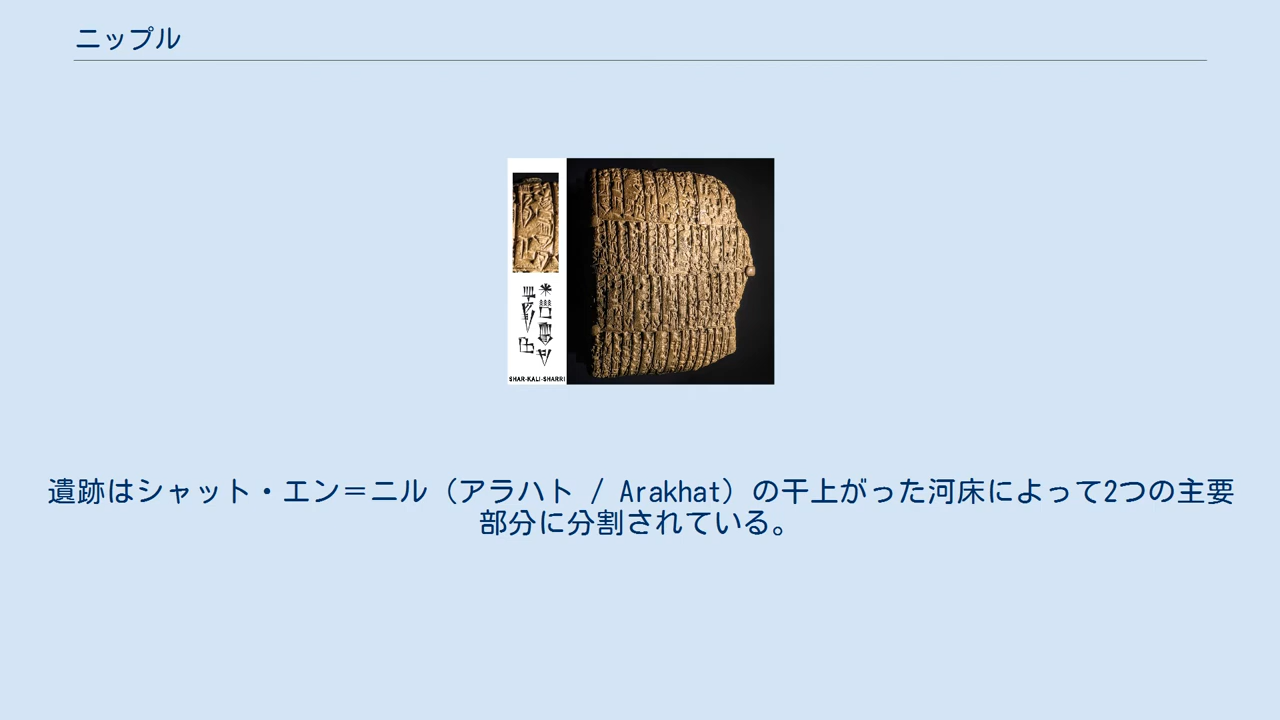 ニップル
SHAR-KALI-SHARRI
遺跡はシャット・エン＝ニル（アラハト / Arakhat）の干上がった河床によって2つの主要
部分に分割されている。